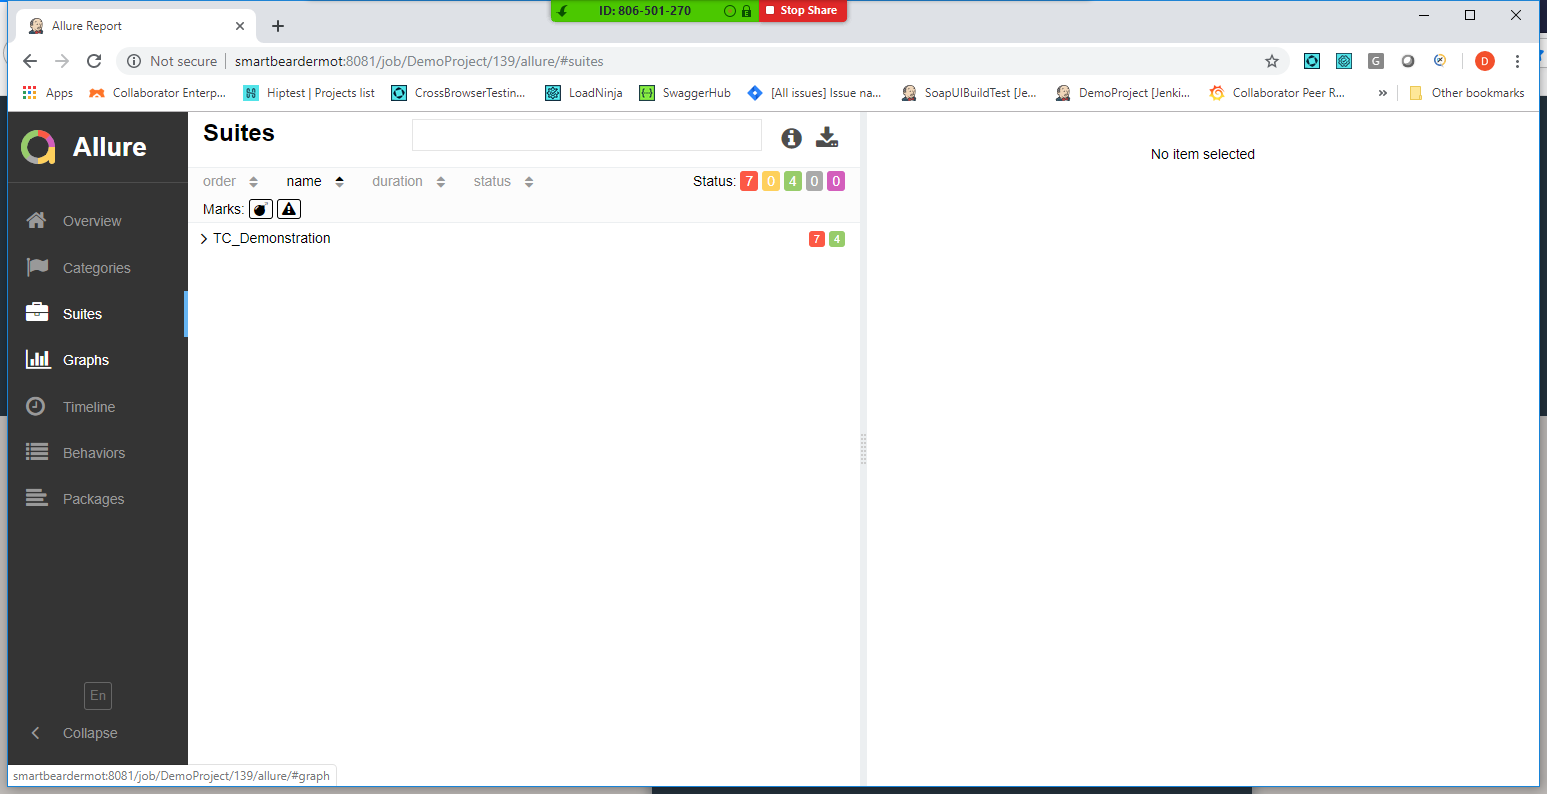 ID: 806-501-270
Stop Share
Allure Report
Not secure
smartbeardermot:8081/job/DemoProject/139/allure/#suites
G
D
Apps
Collaborator Enterp...
Hiptest | Projects list
CrossBrowserTestin...
LoadNinja
SwaggerHub
[All issues] Issue na...
SoapUIBuildTest [Je...
DemoProject [Jenki...
Collaborator Peer R...
»
Other bookmarks
Allure
Overview
Categories
Suites
Graphs
Timeline
Behaviors
Packages
En
Collapse
smartbeardermot:8081/job/DemoProject/139/allure/#graph
Suites
order name duration status
Status: 7 0 4 0 0
Marks:
TC_Demonstration 7 4
No item selected